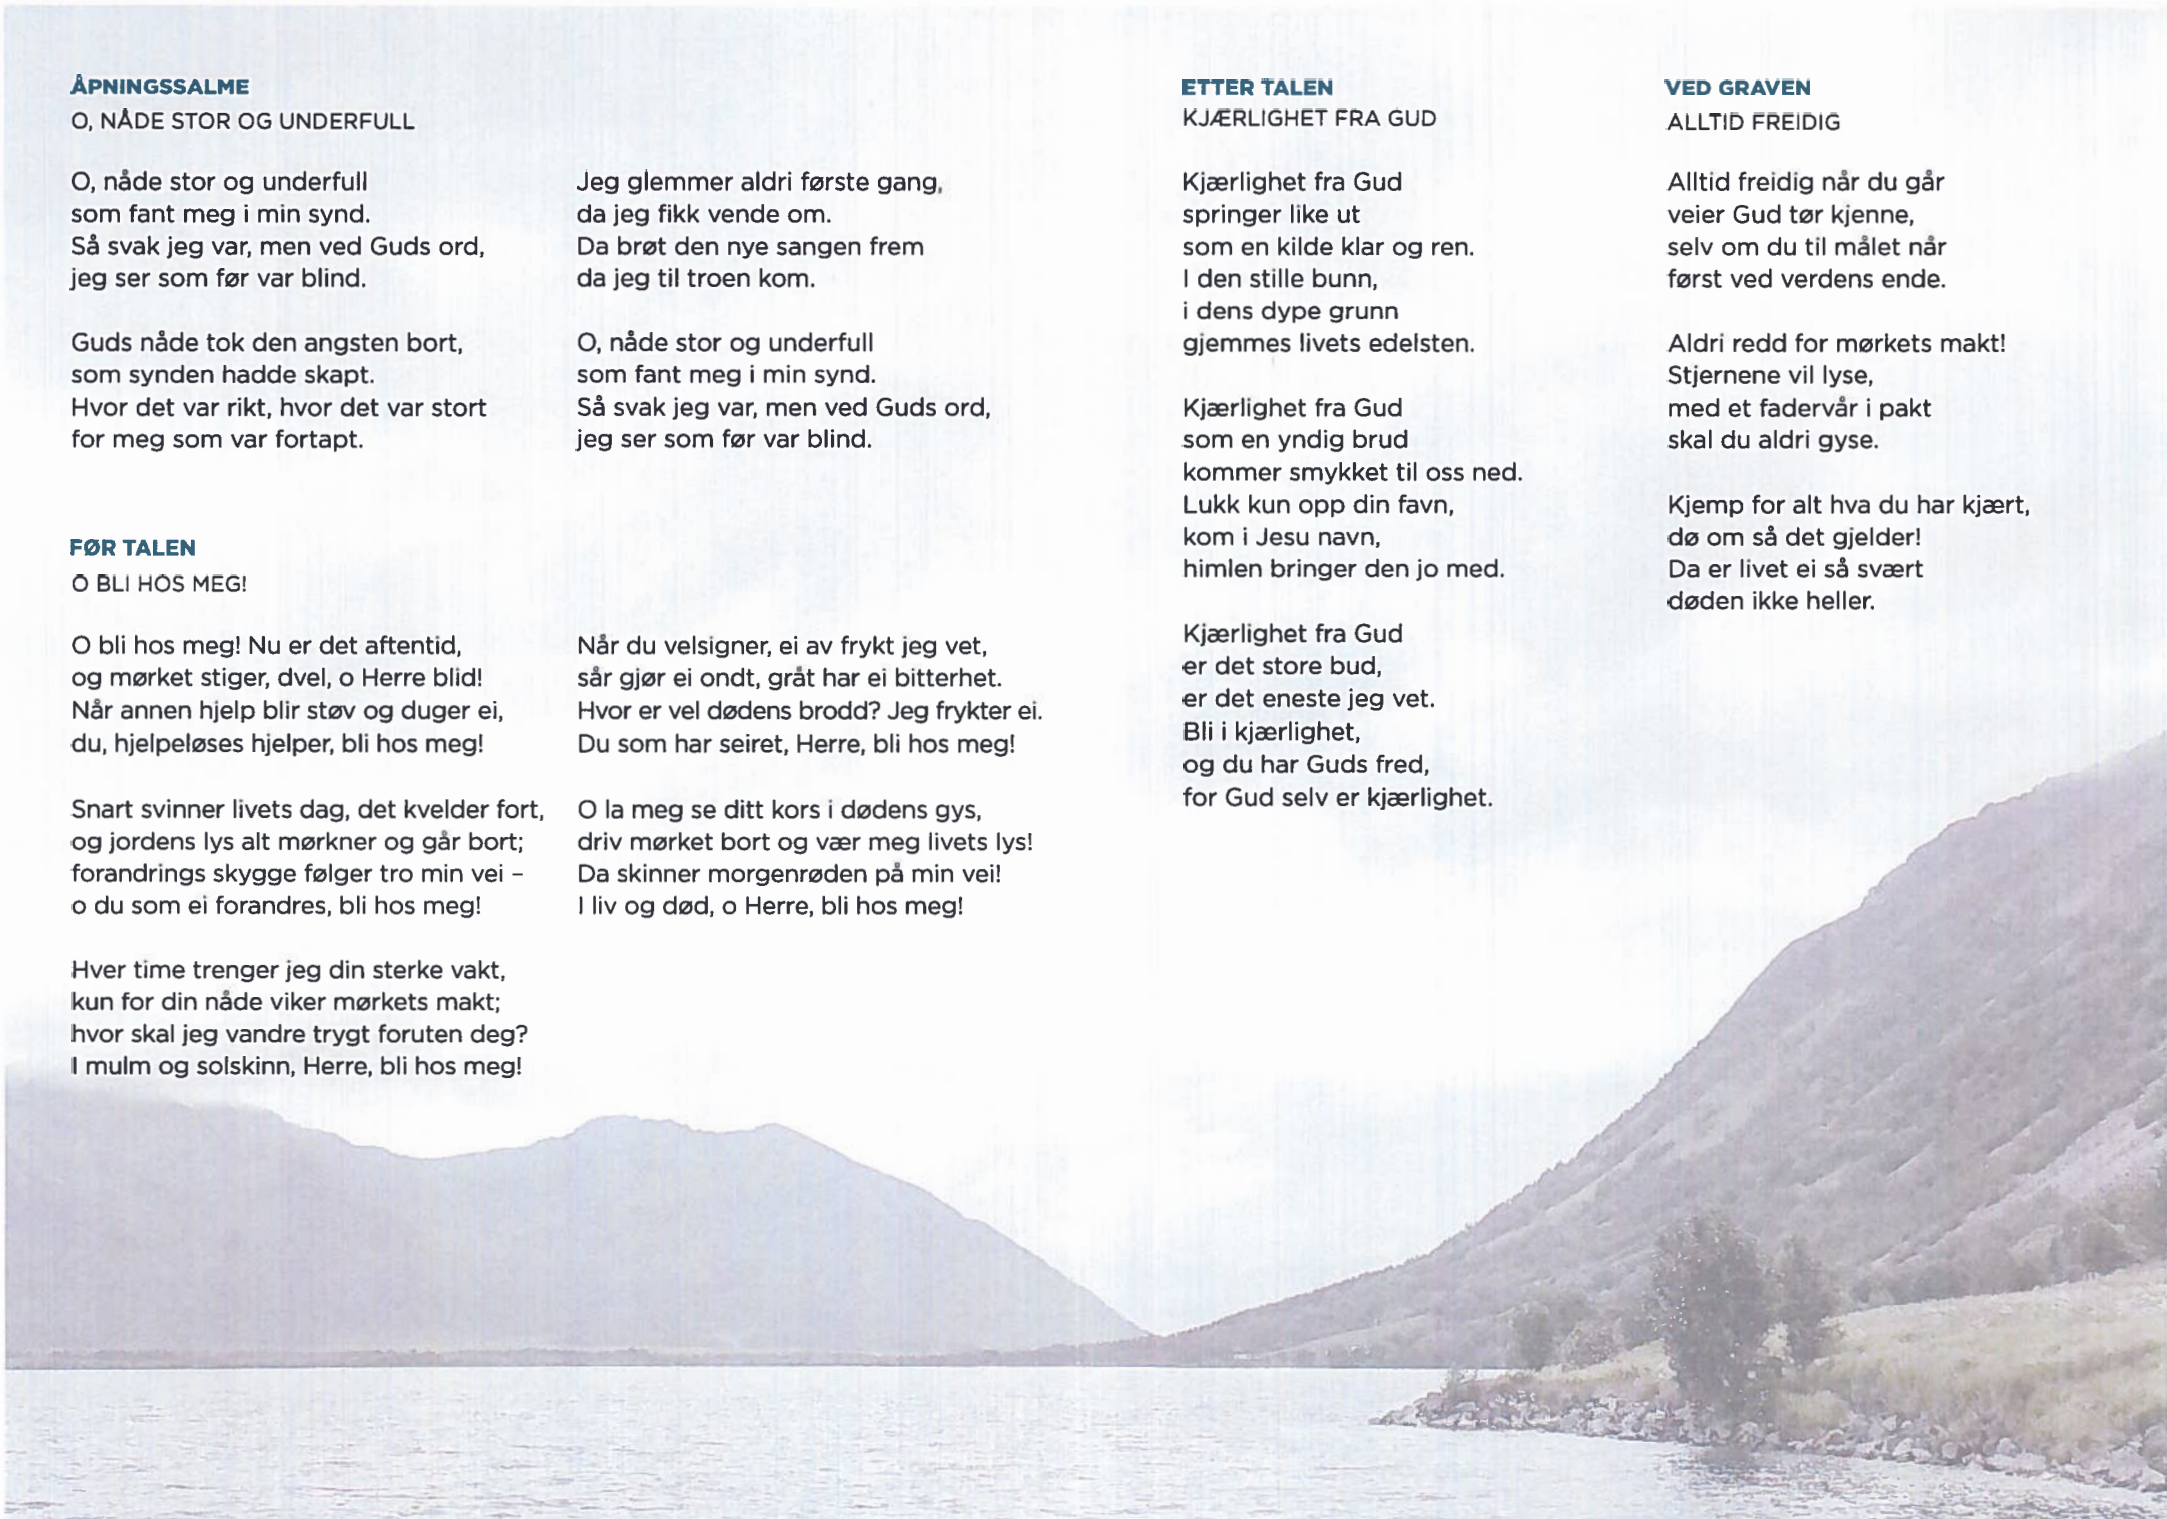 ÅPNINGSSALME
O, NÅDE STOR OG UNDERFULL
O, nåde stor og underfull
som fant meg i min synd.
Så svak jeg var, men ved Guds ord,
jeg ser som før var blind.
Guds nåde tok den angsten bort,
som synden hadde skapt.
Hvor det var rikt, hvor det var stort
for meg som var fortapt.
Jeg glemmer aldri første gang,
da jeg fikk vende om.
Da brøt den nye sangen frem
da jeg til troen kom.
O, nåde stor og underfull
som fant meg i min synd.
Så svak jeg var, men ved Guds ord,
jeg ser som før var blind.
FØR TALEN
O BLI HOS MEG!
O bli hos meg! Nu er det aftentid,
og mørket stiger, dvel, o Herre blid!
Når annen hjelp blir støv og duger ei,
du, hjelpeløses hjelper, bli hos meg!
Snart svinner livets dag, det kvelder fort,
og jordens lys alt mørkner og går bort;
forandrings skygge følger tro min vei –
o du som ei forandres, bli hos meg!
Hver time trenger jeg din sterke vakt,
kun for din nåde viker mørkets makt;
hvor skal jeg vandre trygt foruten deg?
I mulm og solskinn, Herre, bli hos meg!
Når du velsigner, ei av frykt jeg vet,
sår gjør ei ondt, gråt har ei bitterhet.
Hvor er vel dødens brodd? Jeg frykter ei.
Du som har seiret, Herre, bli hos meg!
O la meg se ditt kors i dødens gys,
driv mørket bort og vær meg livets lys!
Da skinner morgenrøden på min vei!
I liv og død, o Herre, bli hos meg!
ETTER TALEN
KJÆRLIGHET FRA GUD
Kjærlighet fra Gud
springer like ut
som en kilde klar og ren.
I den stille bunn,
i dens dype grunn
gjemmes livets edelsten.
Kjærlighet fra Gud
som en yndig brud
kommer smykket til oss ned.
Lukk kun opp din favn,
kom i Jesu navn,
himlen bringer den jo med.
Kjærlighet fra Gud
er det store bud,
er det eneste jeg vet.
Bli i kjærlighet,
og du har Guds fred,
for Gud selv er kjærlighet.
VED GRAVEN
ALLTID FREIDIG
Alltid freidig når du går
veier Gud tør kjenne,
selv om du til målet når
først ved verdens ende.
Aldri redd for mørkets makt!
Stjernene vil lyse,
med et fadervår i pakt
skal du aldri gyse.
Kjemp for alt hva du har kjært,
dø om så det gjelder!
Da er livet ei så svært
døden ikke heller.